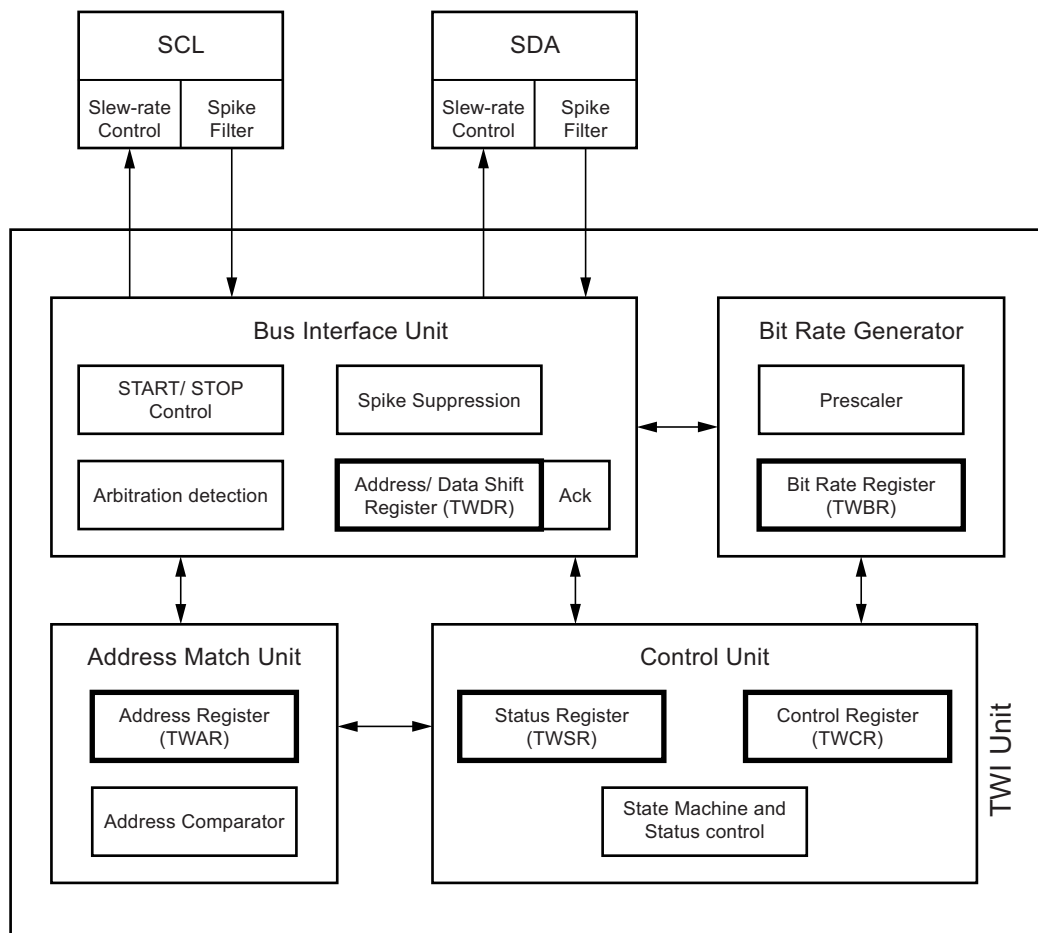 SCL
Slew-rate
Control
Spike
Filter
SDA
Slew-rate
Control
Spike
Filter
Bus Interface Unit
START/ STOP
Control
Spike Suppression
Arbitration detection
Address/ Data Shift
Register (TWDR)
Ack
Bit Rate Generator
Prescaler
Bit Rate Register
(TWBR)
Address Match Unit
Address Register
(TWAR)
Address Comparator
Control Unit
Status Register
(TWSR)
Control Register
(TWCR)
State Machine and
Status control
TWI Unit